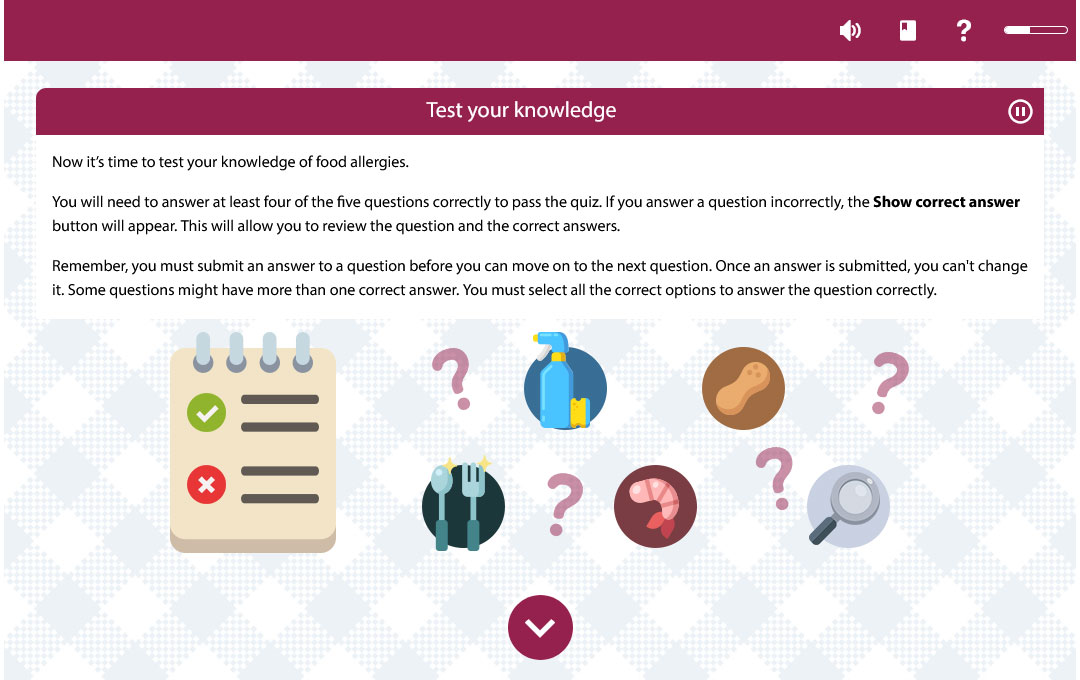 Test your knowledge
Now it’s time to test your knowledge of food allergies.
You will need to answer at least four of the five questions correctly to pass the quiz. If you answer a question incorrectly, the Show correct answer
button will appear. This will allow you to review the question and the correct answers.
Remember, you must submit an answer to a question before you can move on to the next question. Once an answer is submitted, you can't change
it. Some questions might have more than one correct answer. You must select all the correct options to answer the question correctly.